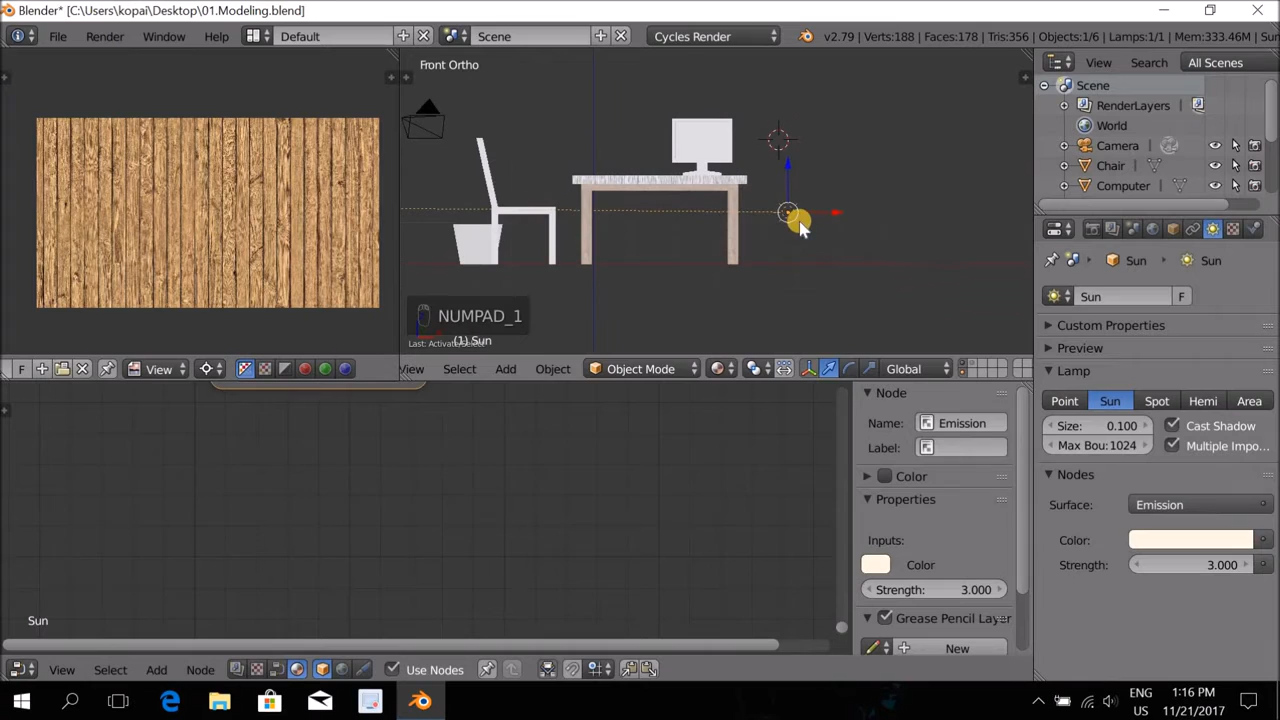 Blender* [C:\Users\kopai\Desktop\01.Modeling.blend]
File Render Window Help Default Scene Cycles Render v2.79 | Verts:188 | Faces:178 | Tris:356 | Objects:1/6 | Lamps:1/1 | Mem:333.46M | Sun
Front Ortho
View Search All Scenes
Scene
RenderLayers
World
Camera
Chair
Computer
Sun Sun
Sun F
Custom Properties
Preview
Lamp
Point Sun Spot Hemi Area
Size: 0.100 Cast Shadow
Max Bou: 1024 Multiple Impo...
Nodes
Surface: Emission
Color:
Strength: 3.000
NUMPAD_1
(1) Sun
Last: Activate/Select
F View
View Select Add Object Object Mode Global
Node
Name: Emission
Label:
Color
Properties
Inputs:
Color
Strength: 3.000
Grease Pencil Layer
New
Sun
View Select Add Node Use Nodes
ENG
US
1:16 PM
11/21/2017